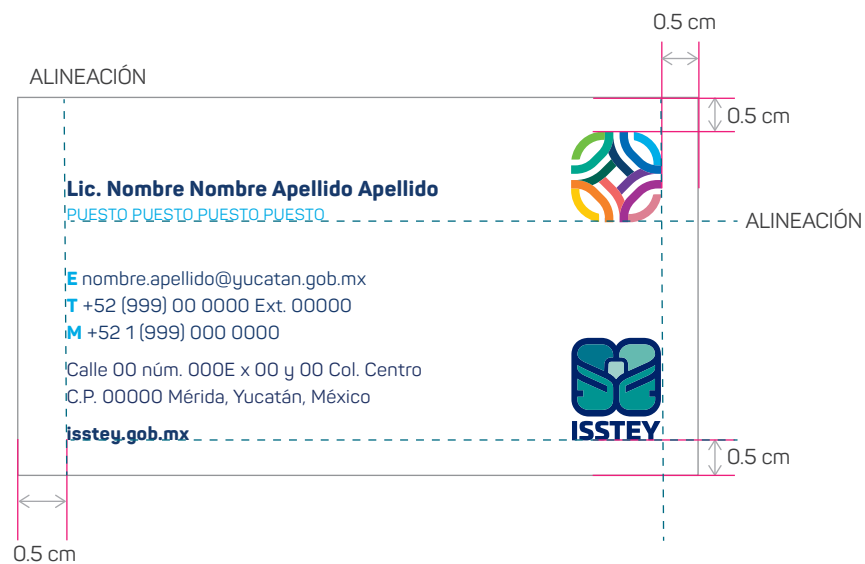 0.5 cm
ALINEACIÓN
0.5 cm
Lic. Nombre Nombre Apellido Apellido
PUESTO PUESTO PUESTO PUESTO
ALINEACIÓN
E nombre.apellido@yucatan.gob.mx
T +52 (999) 00 0000 Ext. 00000
M +52 1 (999) 000 0000
Calle 00 núm. 000E x 00 y 00 Col. Centro
C.P. 00000 Mérida, Yucatán, México
isstey.gob.mx
ISSTEY
0.5 cm
0.5 cm